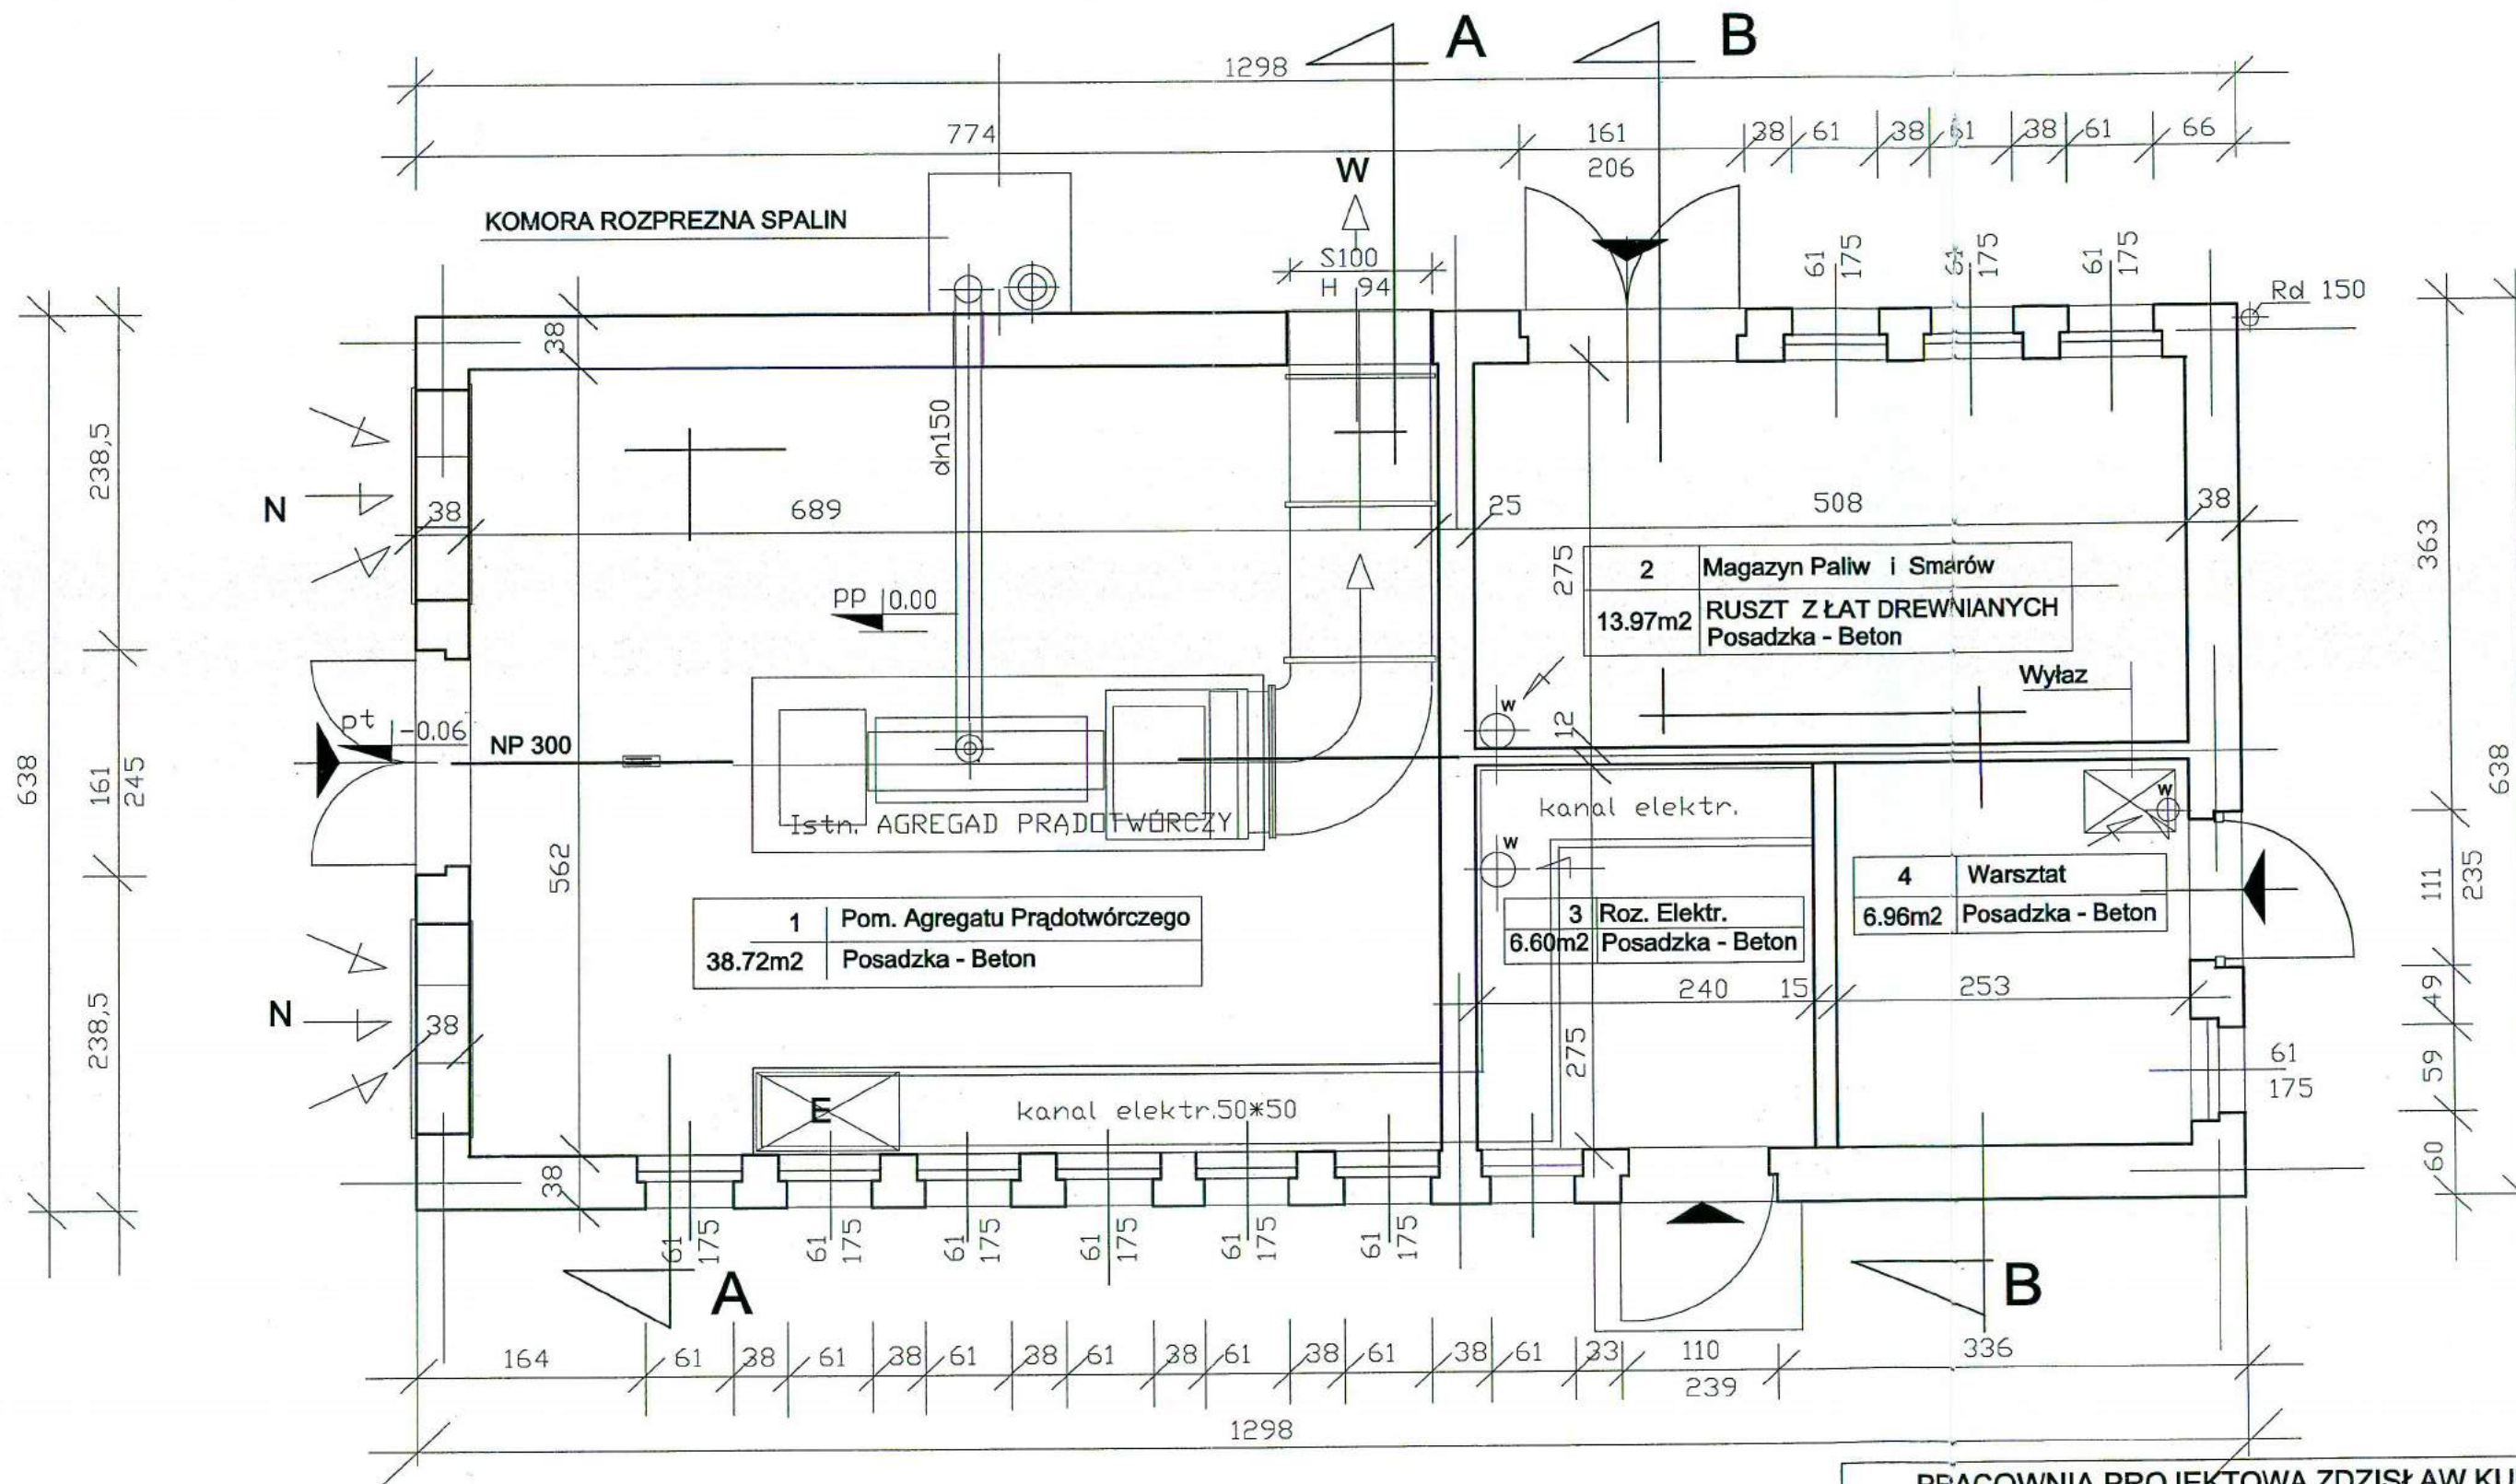 A
B
1298
774
161
206
38
61
38
61
38
61
66
W
KOMORA ROZPREZNA SPALIN
S100
H 94
61
175
61
175
61
175
Rd 150
38
dn150
238,5
N
38
689
25
508
38
363
275
2
Magazyn Paliw i Smarów
13.97m2
RUSZT Z ŁAT DREWNIANYCH
Posadzka - Beton
pp 0.00
Wyłaz
w
pt -0.06
NP 300
12
638
161
245
638
Istn. AGREGAD PRĄDOTWÓRCZY
kanal elektr.
w
w
562
1
Pom. Agregatu Prądotwórczego
38.72m2
Posadzka - Beton
3
Roz. Elektr.
6.60m2
Posadzka - Beton
4
Warsztat
6.96m2
Posadzka - Beton
111
235
240
15
253
49
238,5
N
38
275
61
175
59
E
kanal elektr.50*50
60
38
61
175
61
175
61
175
61
175
61
175
61
175
A
B
164
61
38
61
38
61
38
61
38
61
38
61
38
61
33
110
239
336
1298
PRACOWNIA PROJEKTOWA ZDZISŁAW KU